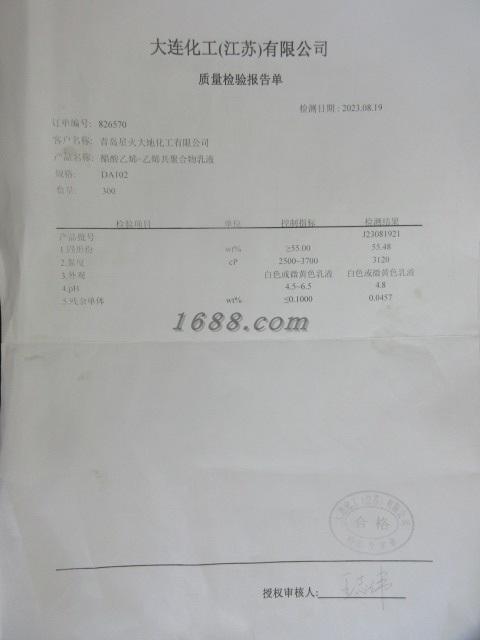 大连化工(江苏)有限公司
质量检验报告单
检测日期：2023.08.19
订单编号: 826570
客户名称: 青岛星火大地化工有限公司
产品名称: 醋酸乙烯-乙烯共聚合物乳液
规格: DA102
数量: 300
检验项目 单位 控制指标 检测结果
产品批号 J23081921
1.固形份 wt% ≥55.00 55.48
2.黏度 cP 2500~3700 3120
3.外观 白色或微黄色乳液 白色或微黄色乳液
4.pH 4.5~6.5 4.8
5.残余单体 wt% ≤0.1000 0.0457
1688.com
合格
授权审核人: